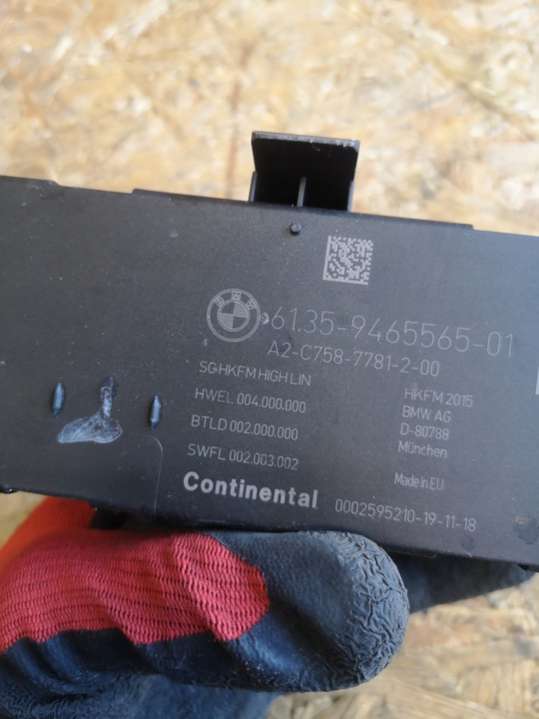 BMW
61.35-9465565-01
A2-C758-7781-2-00
SG-HKFM HIGH LIN
HWEL 004.000.000
BTLD 002.000.000
SWFL 002.003.002
HKFM 2015
BMW AG
D-80788
München
Made in EU
Continental
0002595210-19-11-18